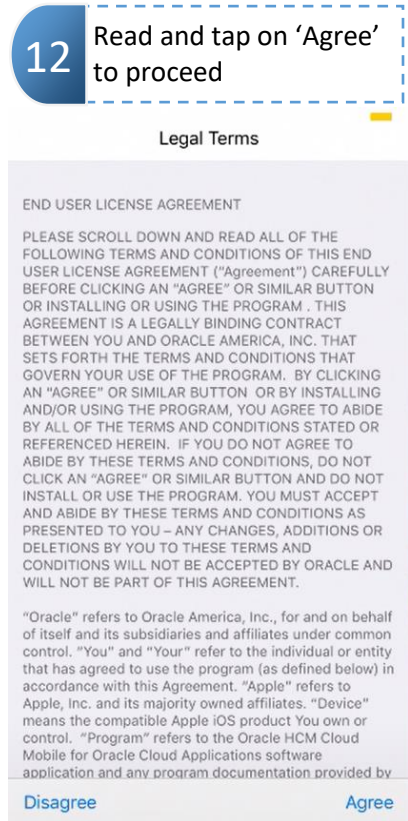 12
Read and tap on ‘Agree’
to proceed
Legal Terms
END USER LICENSE AGREEMENT
PLEASE SCROLL DOWN AND READ ALL OF THE
FOLLOWING TERMS AND CONDITIONS OF THIS END
USER LICENSE AGREEMENT ("Agreement") CAREFULLY
BEFORE CLICKING AN "AGREE" OR SIMILAR BUTTON
OR INSTALLING OR USING THE PROGRAM . THIS
AGREEMENT IS A LEGALLY BINDING CONTRACT
BETWEEN YOU AND ORACLE AMERICA, INC. THAT
SETS FORTH THE TERMS AND CONDITIONS THAT
GOVERN YOUR USE OF THE PROGRAM.  BY CLICKING
AN "AGREE" OR SIMILAR BUTTON  OR BY INSTALLING
AND/OR USING THE PROGRAM, YOU AGREE TO ABIDE
BY ALL OF THE TERMS AND CONDITIONS STATED OR
REFERENCED HEREIN.  IF YOU DO NOT AGREE TO
ABIDE BY THESE TERMS AND CONDITIONS, DO NOT
CLICK AN “AGREE” OR SIMILAR BUTTON AND DO NOT
INSTALL OR USE THE PROGRAM. YOU MUST ACCEPT
AND ABIDE BY THESE TERMS AND CONDITIONS AS
PRESENTED TO YOU – ANY CHANGES, ADDITIONS OR
DELETIONS BY YOU TO THESE TERMS AND
CONDITIONS WILL NOT BE ACCEPTED BY ORACLE AND
WILL NOT BE PART OF THIS AGREEMENT.
“Oracle” refers to Oracle America, Inc., for and on behalf
of itself and its subsidiaries and affiliates under common
control. “You” and “Your” refer to the individual or entity
that has agreed to use the program (as defined below) in
accordance with this Agreement. “Apple” refers to
Apple, Inc. and its majority owned affiliates. “Device”
means the compatible Apple iOS product You own or
control.  “Program” refers to the Oracle HCM Cloud
Mobile for Oracle Cloud Applications software
application and any program documentation provided by
Disagree
Agree